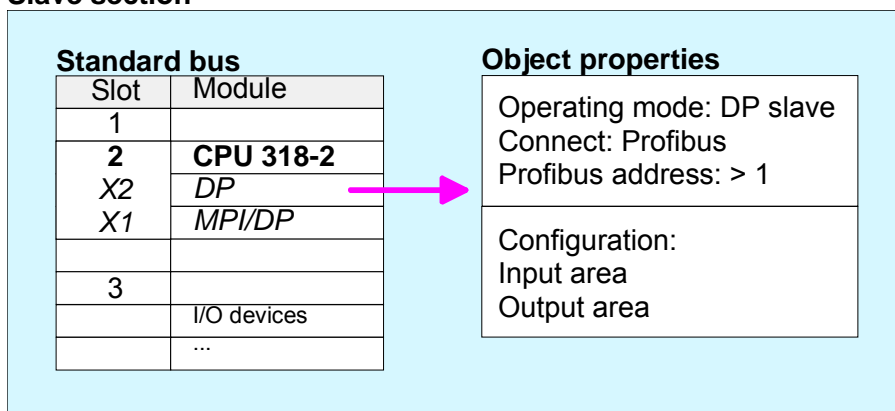 Slave section
Standard bus
Slot Module
1
2 CPU 318-2
X2 DP
X1 MPI/DP
3
I/O devices
...
Object properties
Operating mode: DP slave
Connect: Profibus
Profibus address: > 1
Configuration:
Input area
Output area